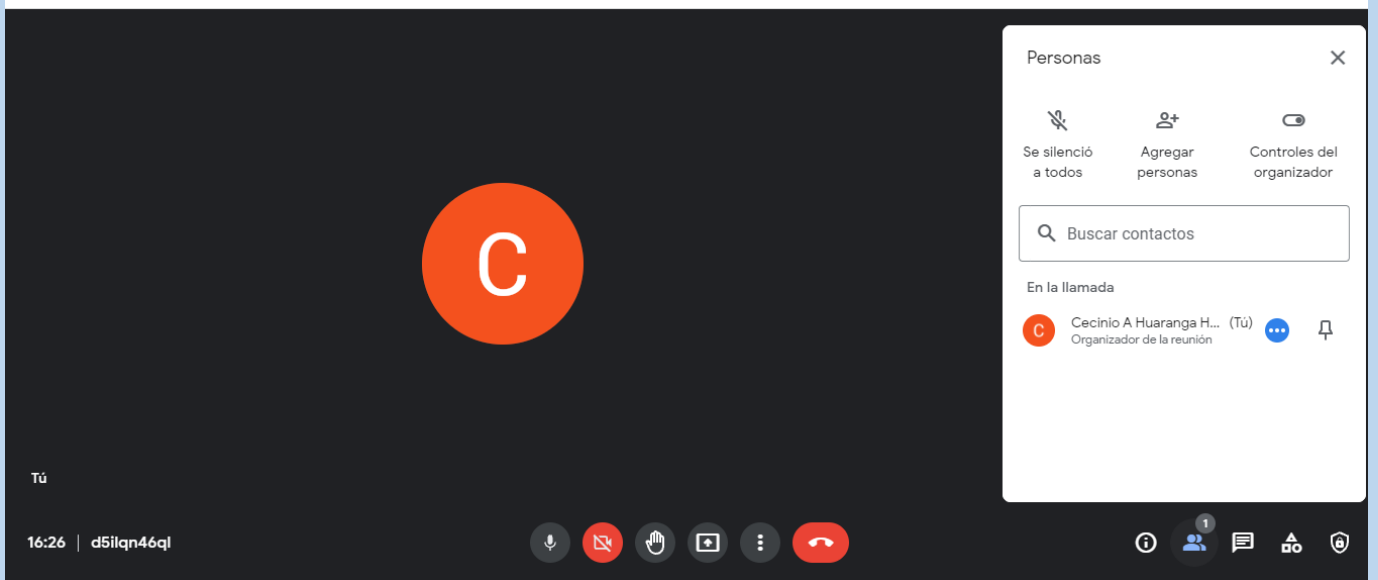 Personas
Se silenció
a todos
Agregar
personas
Controles del
organizador
Buscar contactos
En la llamada
C
C
Cecinio A Huaranga H... (Tú)
Organizador de la reunión
Tú
16:26 | d5ilqn46ql
1